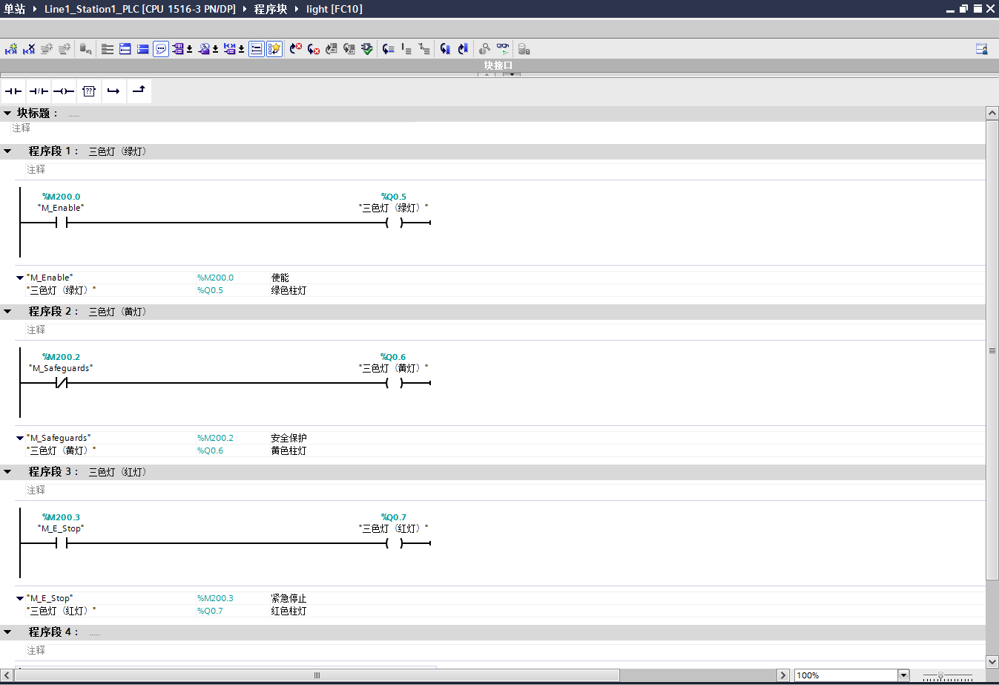 单站 Line1_Station1_PLC [CPU 1516-3 PN/DP] 程序块 light [FC10]
块接口
??
块标题： .....
注释
程序段 1： 三色灯（绿灯）
注释
%M200.0 %Q0.5
"M_Enable" "三色灯（绿灯）"
"M_Enable" %M200.0 使能
"三色灯（绿灯）" %Q0.5 绿色柱灯
程序段 2： 三色灯（黄灯）
注释
%M200.2 %Q0.6
"M_Safeguards" "三色灯（黄灯）"
"M_Safeguards" %M200.2 安全保护
"三色灯（黄灯）" %Q0.6 黄色柱灯
程序段 3： 三色灯（红灯）
注释
%M200.3 %Q0.7
"M_E_Stop" "三色灯（红灯）"
"M_E_Stop" %M200.3 紧急停止
"三色灯（红灯）" %Q0.7 红色柱灯
程序段 4： .....
注释
100%